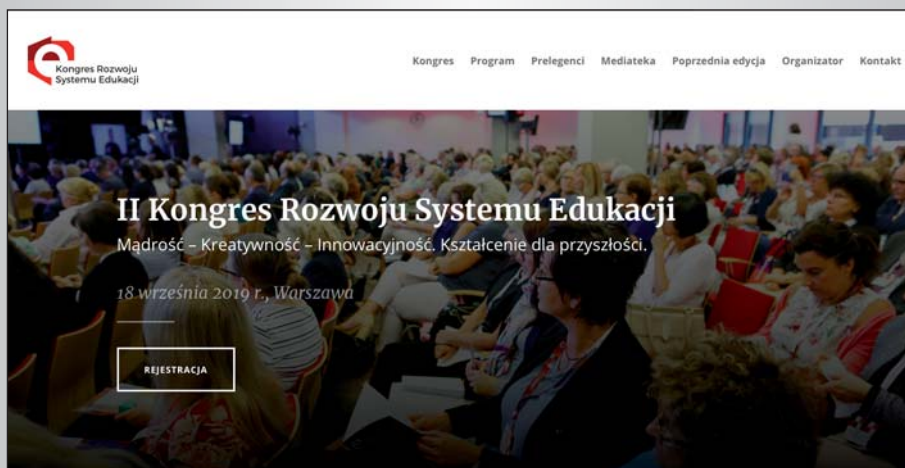 Kongres Rozwoju
Systemu Edukacji
Kongres Program Prelegenci Mediateka Poprzednia edycja Organizator Kontakt
II Kongres Rozwoju Systemu Edukacji
Mądrość – Kreatywność – Innowacyjność. Kształcenie dla przyszłości.
18 września 2019 r., Warszawa
REJESTRACJA